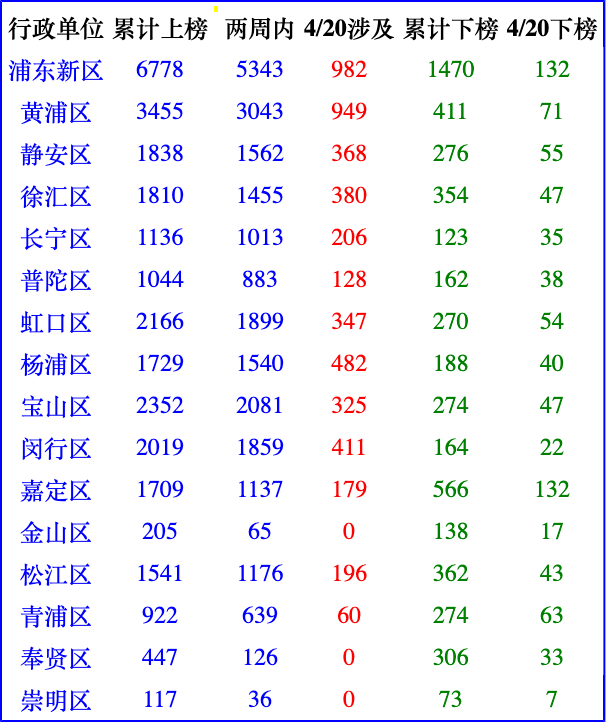 行政单位 累计上榜 两周内 4/20涉及 累计下榜 4/20下榜
浦东新区 6778 5343 982 1470 132
黄浦区 3455 3043 949 411 71
静安区 1838 1562 368 276 55
徐汇区 1810 1455 380 354 47
长宁区 1136 1013 206 123 35
普陀区 1044 883 128 162 38
虹口区 2166 1899 347 270 54
杨浦区 1729 1540 482 188 40
宝山区 2352 2081 325 274 47
闵行区 2019 1859 411 164 22
嘉定区 1709 1137 179 566 132
金山区 205 65 0 138 17
松江区 1541 1176 196 362 43
青浦区 922 639 60 274 63
奉贤区 447 126 0 306 33
崇明区 117 36 0 73 7